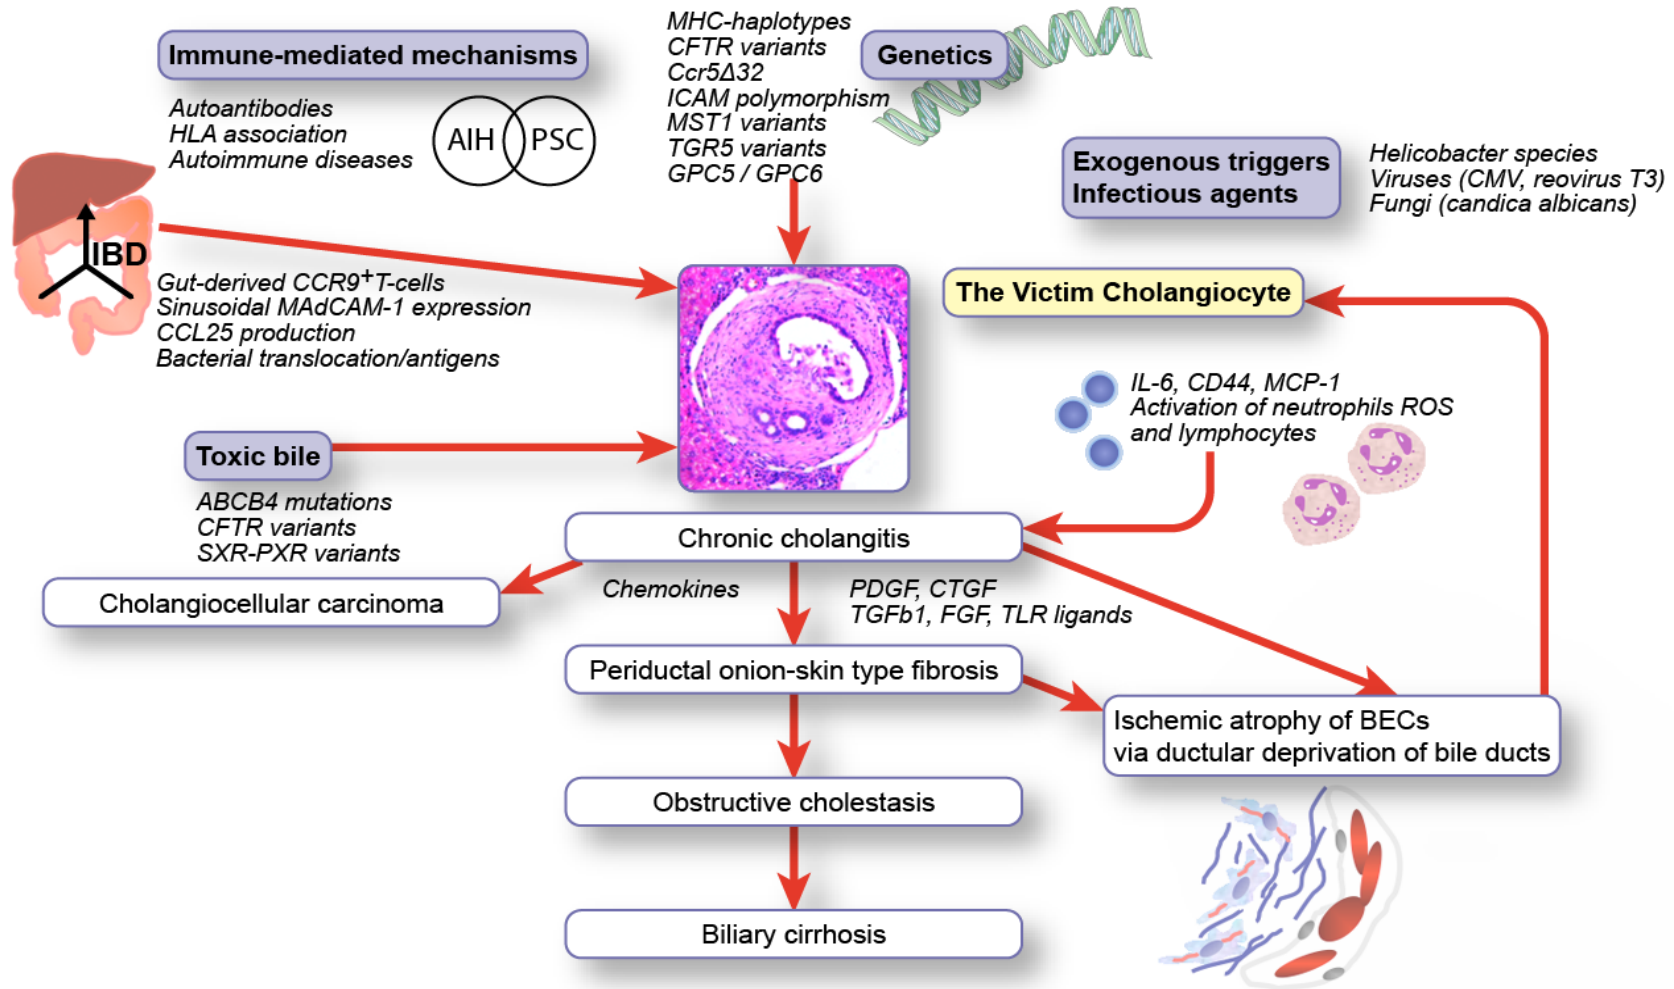 Immune-mediated mechanisms
Autoantibodies
HLA association
Autoimmune diseases
AIH
PSC
MHC-haplotypes
CFTR variants
Ccr5Δ32
ICAM polymorphism
MST1 variants
TGR5 variants
GPC5 / GPC6
Genetics
Exogenous triggers
Infectious agents
Helicobacter species
Viruses (CMV, reovirus T3)
Fungi (candica albicans)
IBD
Gut-derived CCR9+T-cells
Sinusoidal MAdCAM-1 expression
CCL25 production
Bacterial translocation/antigens
The Victim Cholangiocyte
IL-6, CD44, MCP-1
Activation of neutrophils ROS
and lymphocytes
Toxic bile
ABCB4 mutations
CFTR variants
SXR-PXR variants
Chronic cholangitis
Cholangiocellular carcinoma
Chemokines
PDGF, CTGF
TGFb1, FGF, TLR ligands
Periductal onion-skin type fibrosis
Ischemic atrophy of BECs
via ductular deprivation of bile ducts
Obstructive cholestasis
Biliary cirrhosis